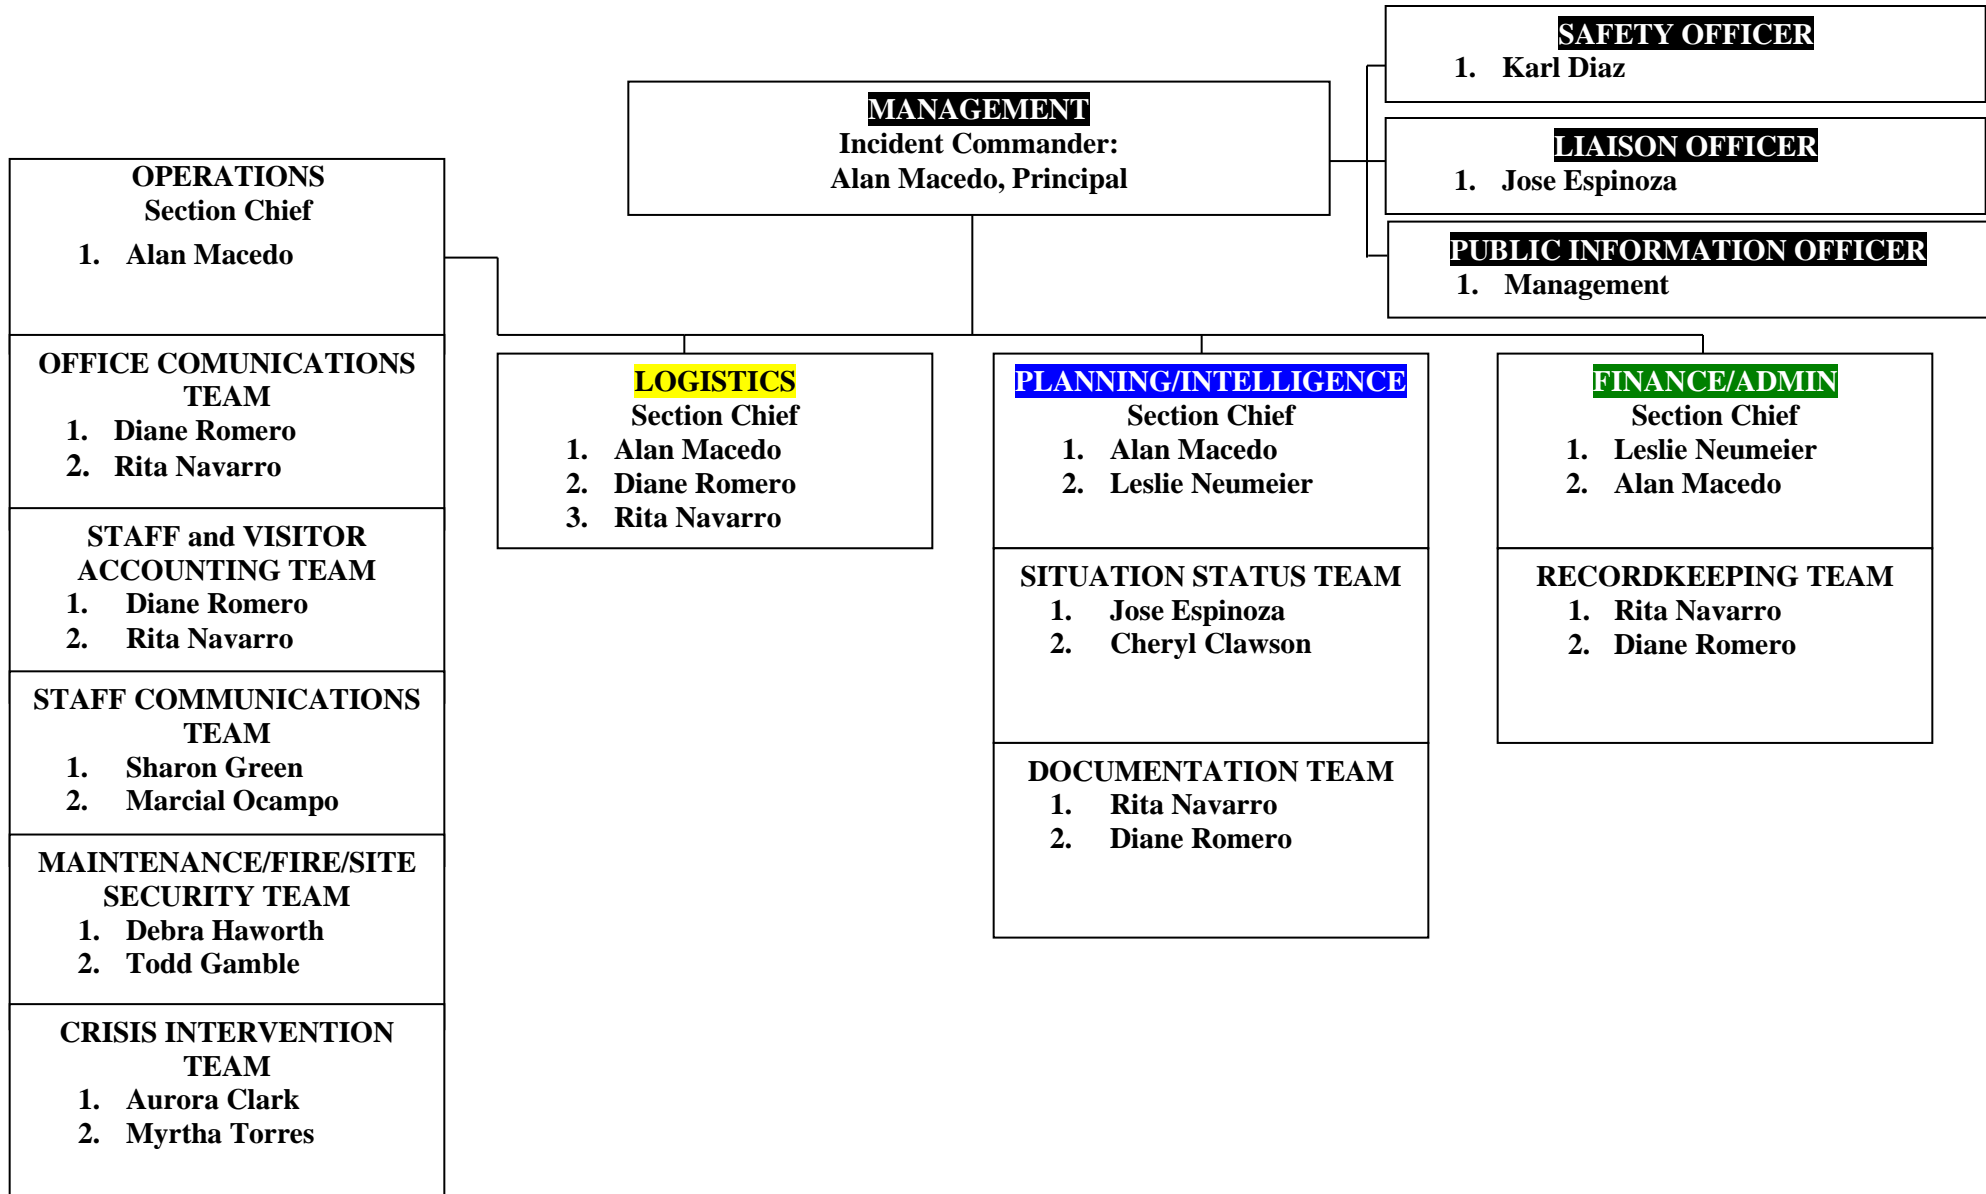 SAFETY OFFICER
1. Karl Diaz
MANAGEMENT
Incident Commander:
Alan Macedo, Principal
LIAISON OFFICER
1. Jose Espinoza
PUBLIC INFORMATION OFFICER
1. Management
OPERATIONS
Section Chief
1. Alan Macedo
OFFICE COMUNICATIONS
TEAM
1. Diane Romero
2. Rita Navarro
STAFF and VISITOR
ACCOUNTING TEAM
1. Diane Romero
2. Rita Navarro
STAFF COMMUNICATIONS
TEAM
1. Sharon Green
2. Marcial Ocampo
MAINTENANCE/FIRE/SITE
SECURITY TEAM
1. Debra Haworth
2. Todd Gamble
CRISIS INTERVENTION
TEAM
1. Aurora Clark
2. Myrtha Torres
LOGISTICS
Section Chief
1. Alan Macedo
2. Diane Romero
3. Rita Navarro
PLANNING/INTELLIGENCE
Section Chief
1. Alan Macedo
2. Leslie Neumeier
SITUATION STATUS TEAM
1. Jose Espinoza
2. Cheryl Clawson
DOCUMENTATION TEAM
1. Rita Navarro
2. Diane Romero
FINANCE/ADMIN
Section Chief
1. Leslie Neumeier
2. Alan Macedo
RECORDKEEPING TEAM
1. Rita Navarro
2. Diane Romero